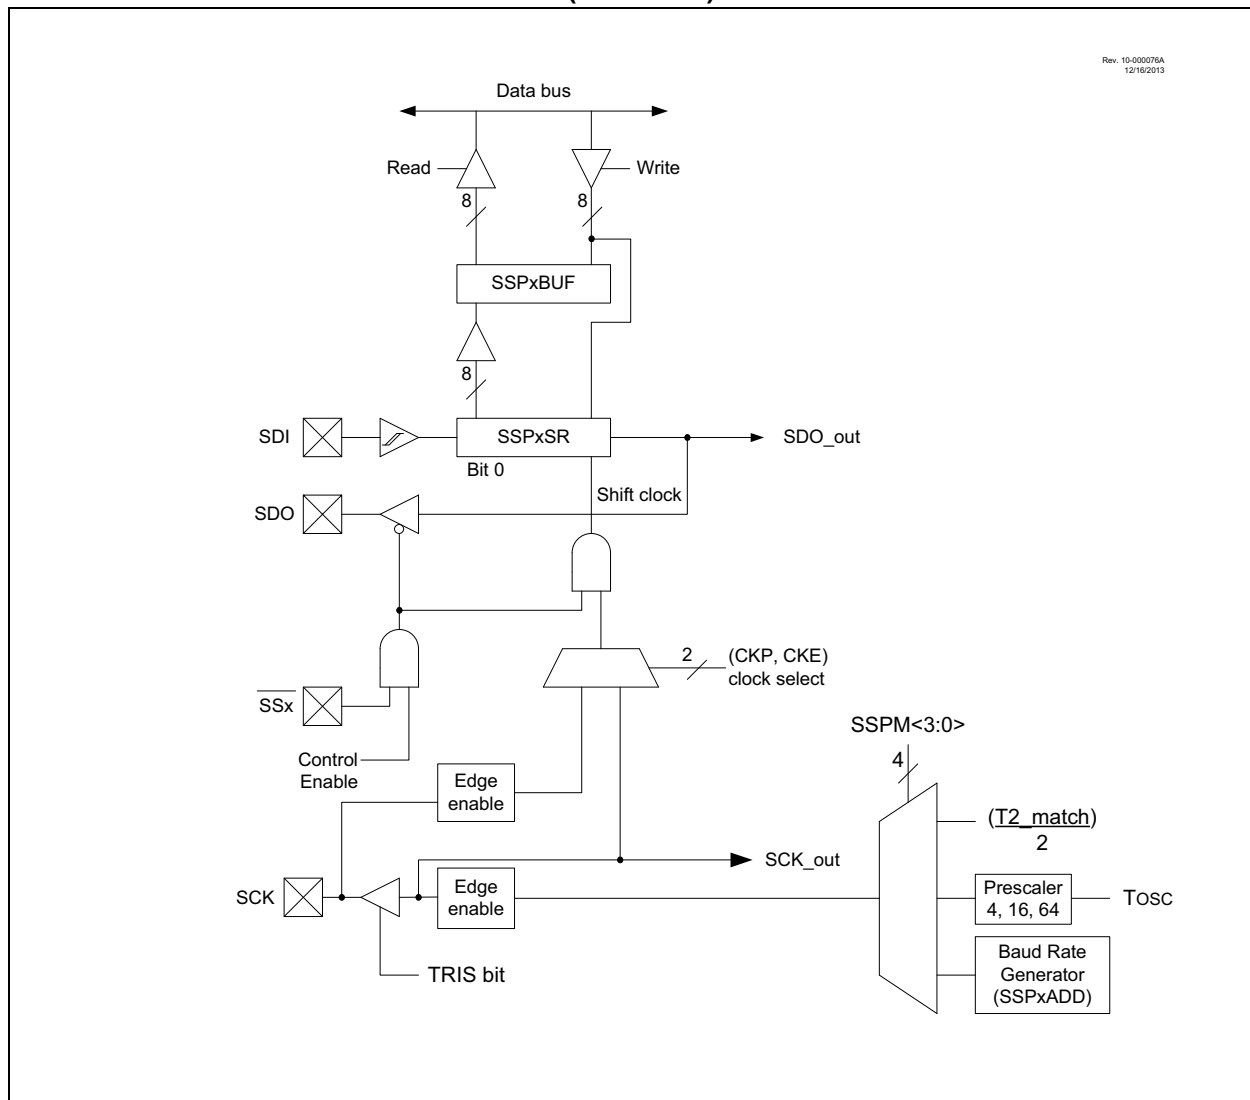 Rev. 10-000076A
12/16/2013
Data bus
Read
Write
8
8
SSPxBUF
8
SDI
SSPxSR
SDO_out
Bit 0
Shift clock
SDO
2
(CKP, CKE)
clock select
SSx
SSPM<3:0>
Control
Enable
4
Edge
enable
(T2_match)
2
SCK_out
SCK
Edge
enable
Prescaler
4, 16, 64
TOSC
Baud Rate
Generator
(SSPxADD)
TRIS bit